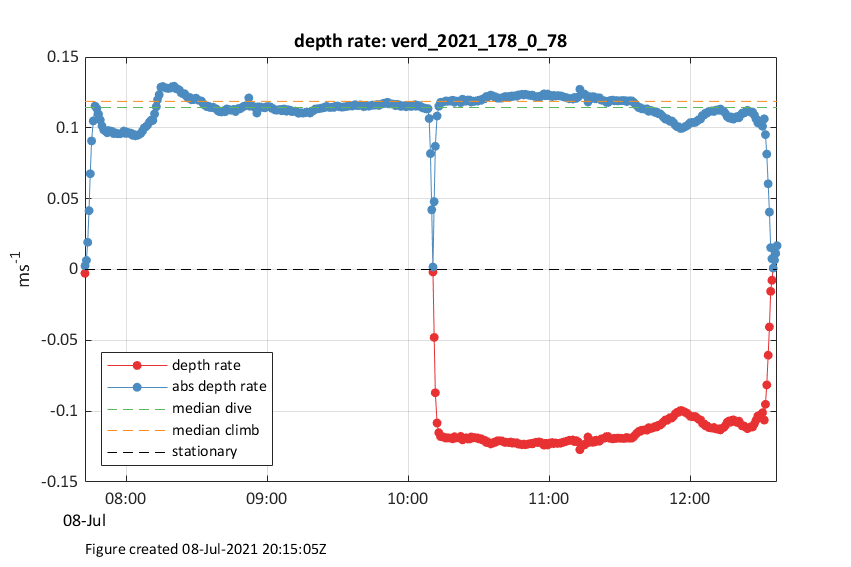 depth rate: verd_2021_178_0_78
0.15
0.1
0.05
0
-0.05
-0.1
-0.15
ms-1
depth rate
abs depth rate
median dive
median climb
stationary
08:00 09:00 10:00 11:00 12:00
08-Jul
Figure created 08-Jul-2021 20:15:05Z